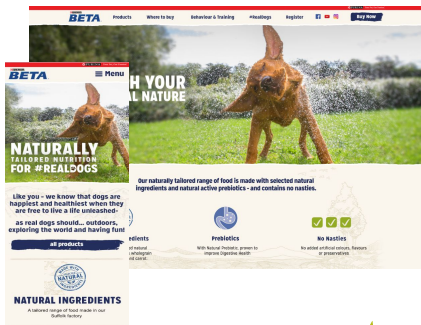 BETA
Products
Where to buy
Behaviour & Training
#RealDogs
Register
Buy Now
H YOUR
AL NATURE
Our naturally tailored range of food is made with selected natural
ingredients and natural active prebiotics - and contains no nasties.
edients
Prebiotics
With Natural Prebiotic, proven to
improve Digestive Health
No Nasties
No added artificial colours, flavours
or preservatives
BETA
Menu
NATURALLY
TAILORED NUTRITION
FOR #REALDOGS
Like you - we know that dogs are
happiest and healthiest when they
are free to live a life unleashed-
as real dogs should... outdoors,
exploring the world and having fun!
all products
NATURAL
NATURAL INGREDIENTS
A tailored range of food made in our
Suffolk factory